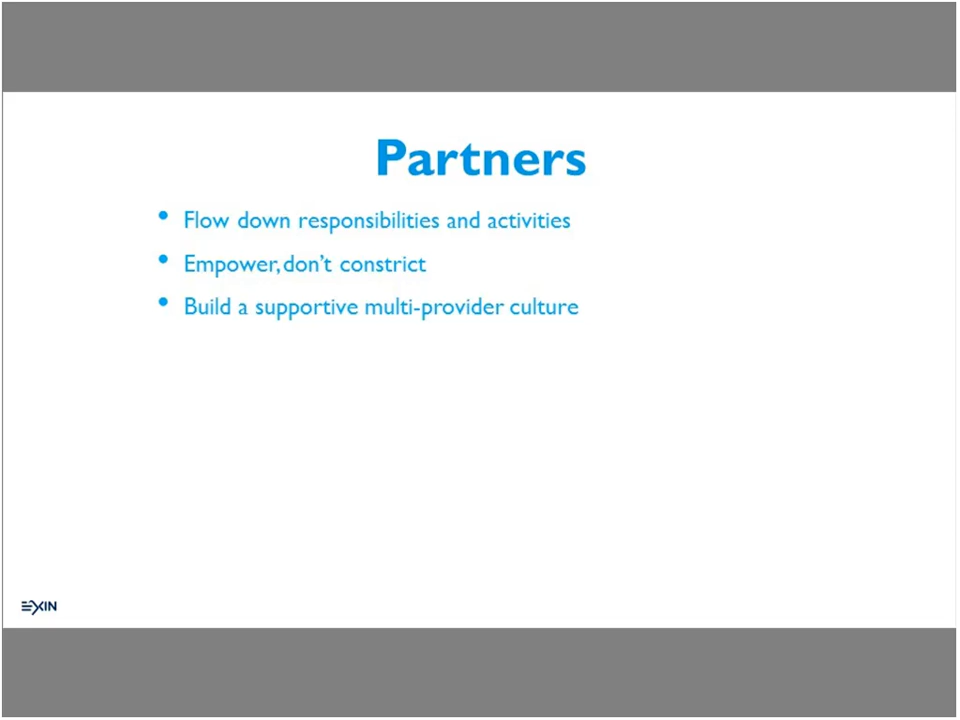 Partners
• Flow down responsibilities and activities
• Empower, don't constrict
• Build a supportive multi-provider culture
EXIN